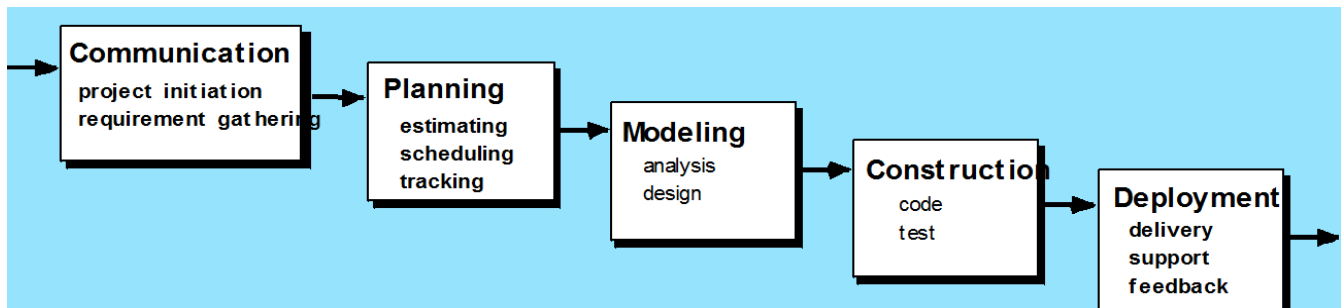 Communication
project initiation
requirement gathering
Planning
estimating
scheduling
tracking
Modeling
analysis
design
Construction
code
test
Deployment
delivery
support
feedback